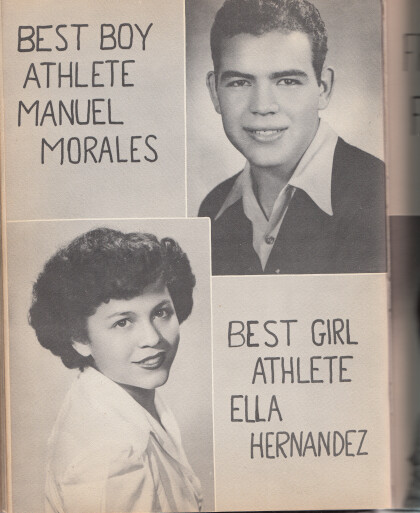 BEST BOY
ATHLETE
MANUEL
MORALES
BEST GIRL
ATHLETE
ELLA
HERNANDEZ